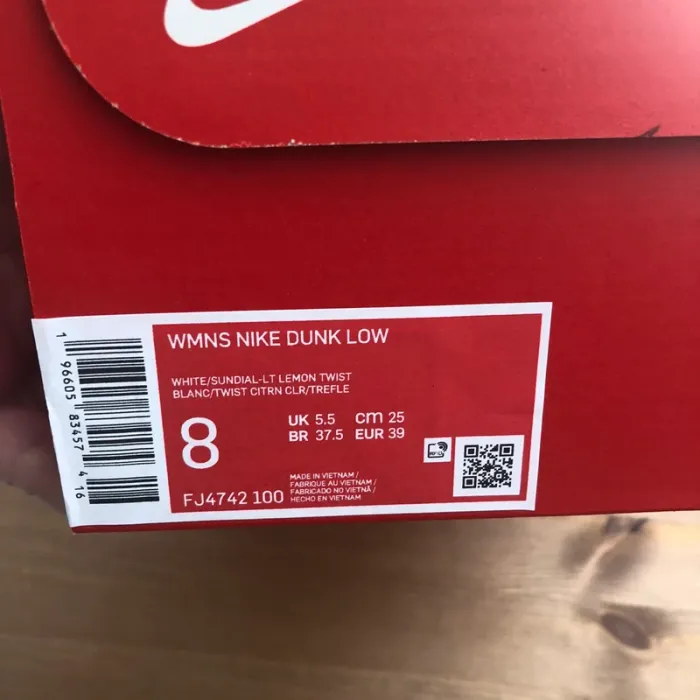 WMNS NIKE DUNK LOW
WHITE/SUNDIAL-LT LEMON TWIST
BLANC/TWIST CITRN CLR/TREFLE
8
UK 5.5 cm 25
BR 37.5 EUR 39
FJ4742 100
MADE IN VIETNAM /
FABRIQUE AU VIETNAM /
FABRICADO NO VIETNÃ /
HECHO EN VIETNAM
1 96605 83457 4 16